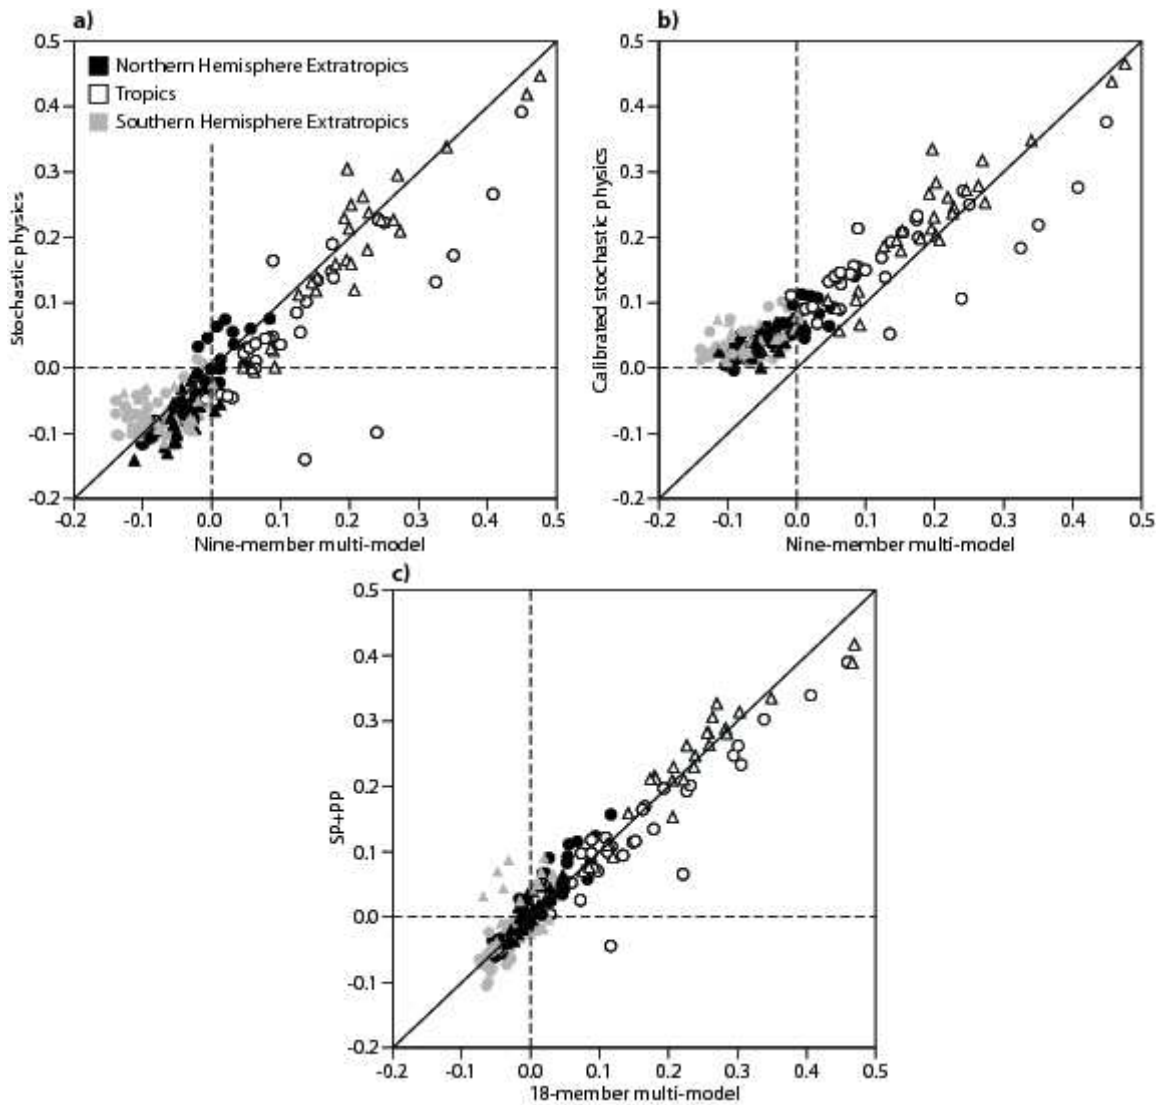 a)
0.5
0.4
0.3
0.2
0.1
0.0
-0.1
-0.2
Stochastic physics
Northern Hemisphere Extratropics
Tropics
Southern Hemisphere Extratropics
-0.2 -0.1 0.0 0.1 0.2 0.3 0.4 0.5
Nine-member multi-model
b)
0.5
0.4
0.3
0.2
0.1
0.0
-0.1
-0.2
Calibrated stochastic physics
-0.2 -0.1 0.0 0.1 0.2 0.3 0.4 0.5
Nine-member multi-model
c)
0.5
0.4
0.3
0.2
0.1
0.0
-0.1
-0.2
SP+PP
-0.2 -0.1 0.0 0.1 0.2 0.3 0.4 0.5
18-member multi-model